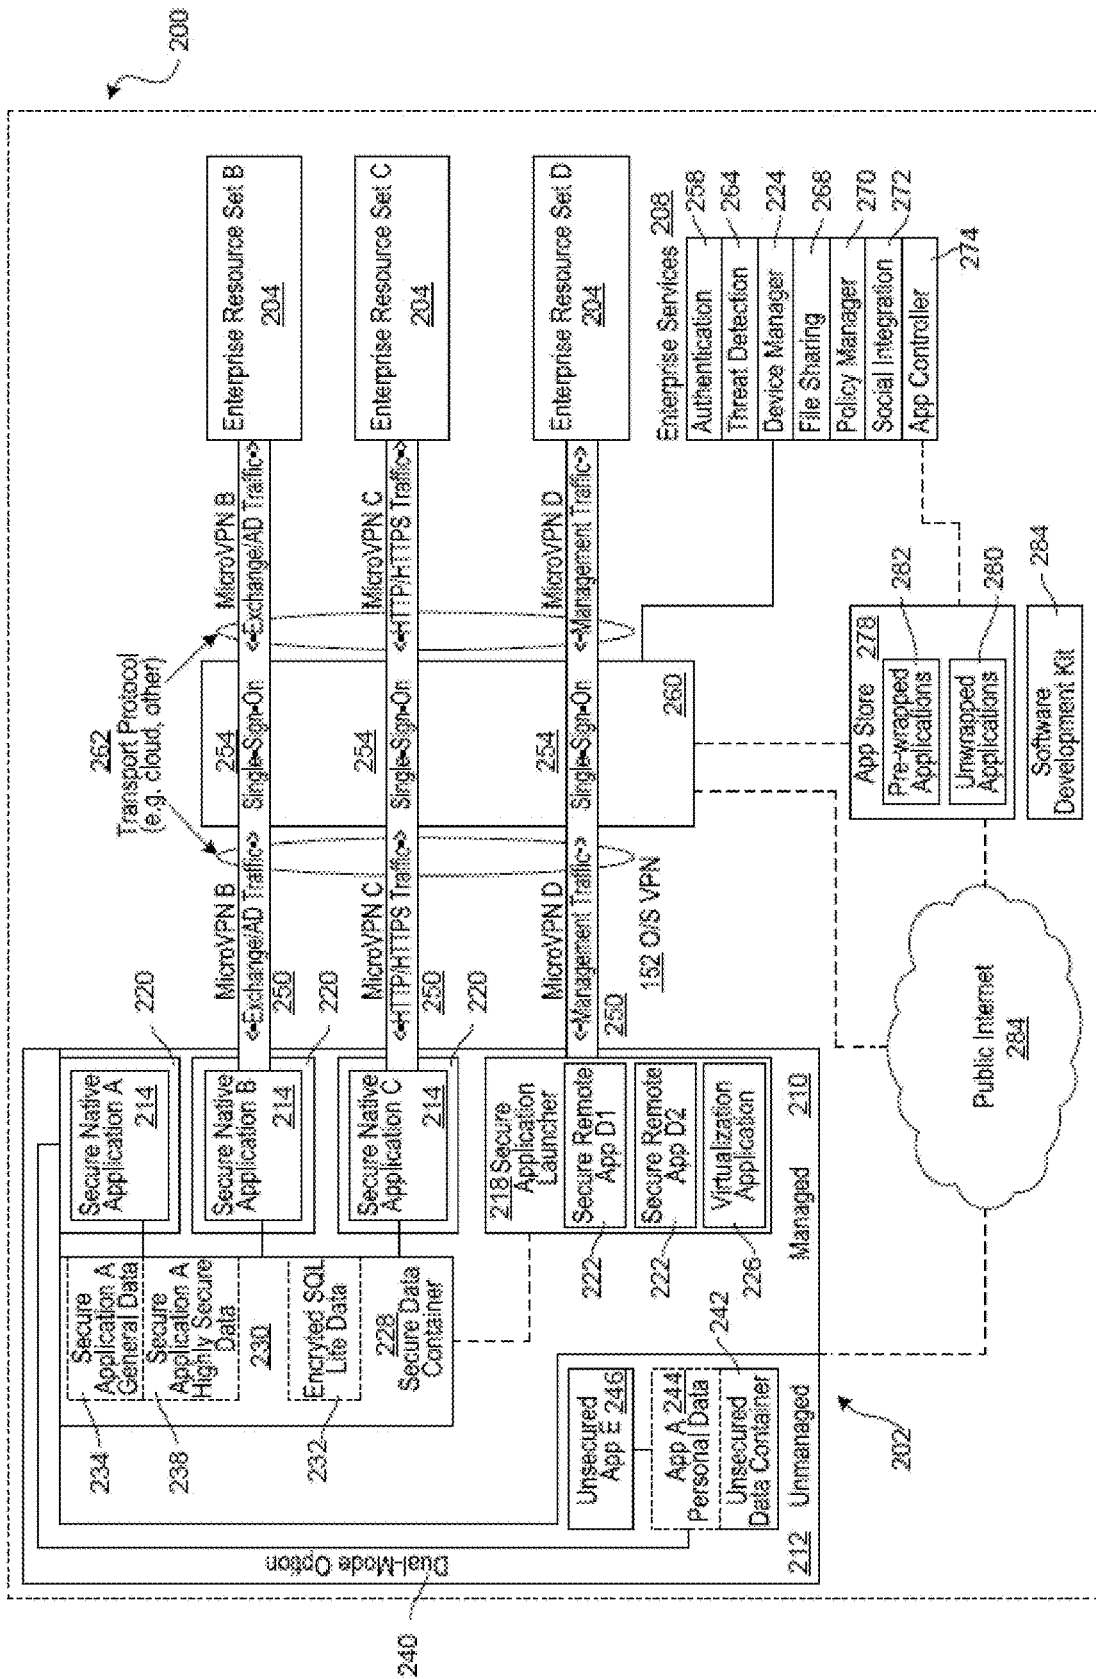 200
262
Transport Protocol
(e.g. cloud, other)
240
Dual-Mode Option
234
238
232
Secure
Application A
General Data
Secure
Application A
Highly Secure
Data
230
Encryted SQL
Lite Data
228
Secure Data
Container
Secure Native
Application A
214
220
Secure Native
Application B
214
220
Secure Native
Application C
214
220
218 Secure
Application
Launcher
Secure Remote
App D1
Secure Remote
App D2
Virtualization
Application
222
222
226
Managed
210
MicroVPN B
<-Exchange/AD Traffic->
250
MicroVPN C
<-HTTP/HTTPS Traffic->
250
MicroVPN D
<-Management Traffic->
250
152 O/S VPN
254
Single-Sign-On
254
Single-Sign-On
254
Single-Sign-On
260
MicroVPN B
<-Exchange/AD Traffic->
MicroVPN C
<-HTTP/HTTPS Traffic->
MicroVPN D
<-Management Traffic->
Enterprise Resource Set B
204
Enterprise Resource Set C
204
Enterprise Resource Set D
204
Enterprise Services 208
Authentication
258
Threat Detection
264
Device Manager
224
File Sharing
268
Policy Manager
270
Social Integration
272
App Controller
274
Unsecured
App E 246
App A 244
Personal Data
Unsecured
Data Container
242
212
Unmanaged
202
Public Internet
284
App Store 278
Pre-wrapped
Applications
282
Unwrapped
Applications
280
Software
Development Kit
284